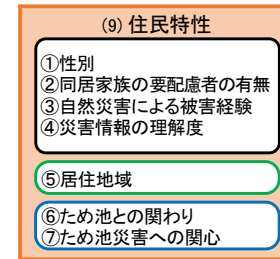 (9) 住民特性
①性別
②同居家族の要配慮者の有無
③自然災害による被害経験
④災害情報の理解度
⑤居住地域
⑥ため池との関わり
⑦ため池災害への関心